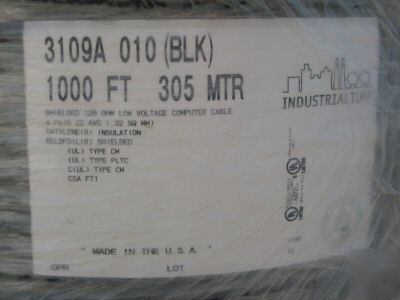 3109A 010 (BLK)
1000 FT 305 MTR
INDUSTRIALTUFF
SHIELDED 120 OHM LOW VOLTAGE COMPUTER CABLE
4 PAIR 22 AWG (.32 SQ MM)
DATALENE(R) INSULATION
BELDFOIL(R) SHIELDED
(UL) TYPE CM
(UL) TYPE PLTC
C(UL) TYPE CM
CSA FT1
MADE IN THE U.S.A.
OPR LOT